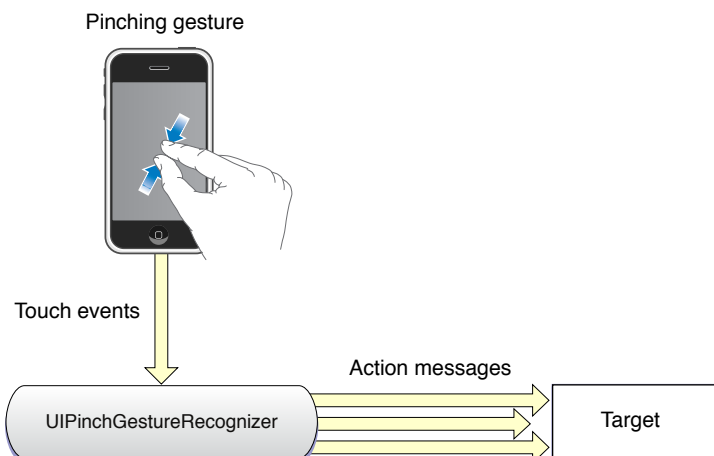 Pinching gesture
Touch events
Action messages
UIPinchGestureRecognizer
Target